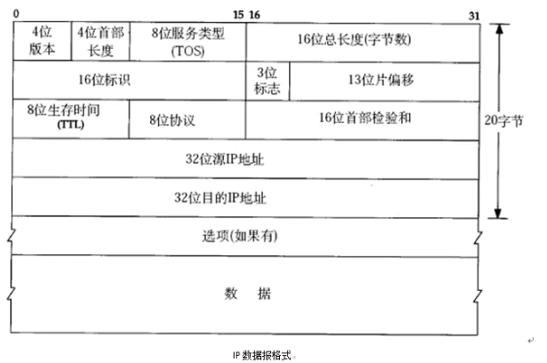 0 15 16 31
4位 4位首部 8位服务类型 16位总长度(字节数)
版本 长度 (TOS)
16位标识 3位 13位片偏移
标志
8位生存时间 8位协议 16位首部检验和 20字节
(TTL)
32位源IP地址
32位目的IP地址
选项(如果有)
数 据
IP数据报格式.